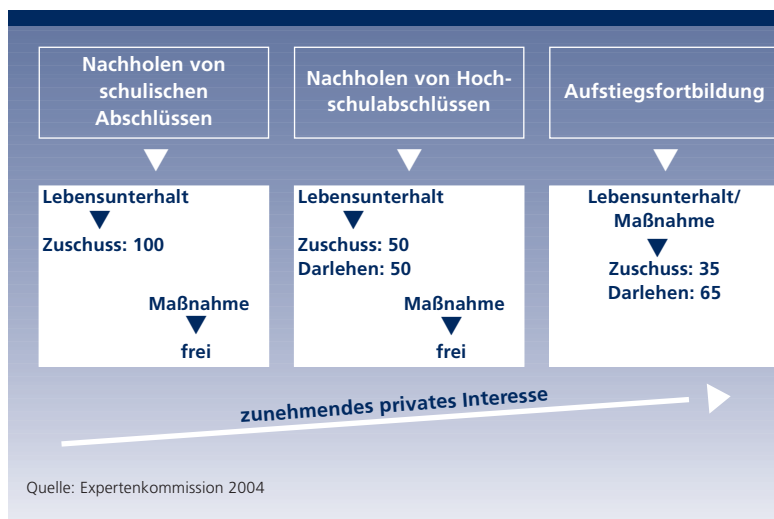 Nachholen von
schulischen
Abschlüssen
Nachholen von Hoch-
schulabschlüssen
Aufstiegsfortbildung
Lebensunterhalt
Zuschuss: 100
Maßnahme
frei
Lebensunterhalt
Zuschuss: 50
Darlehen: 50
Maßnahme
frei
Lebensunterhalt/
Maßnahme
Zuschuss: 35
Darlehen: 65
zunehmendes privates Interesse
Quelle: Expertenkommission 2004